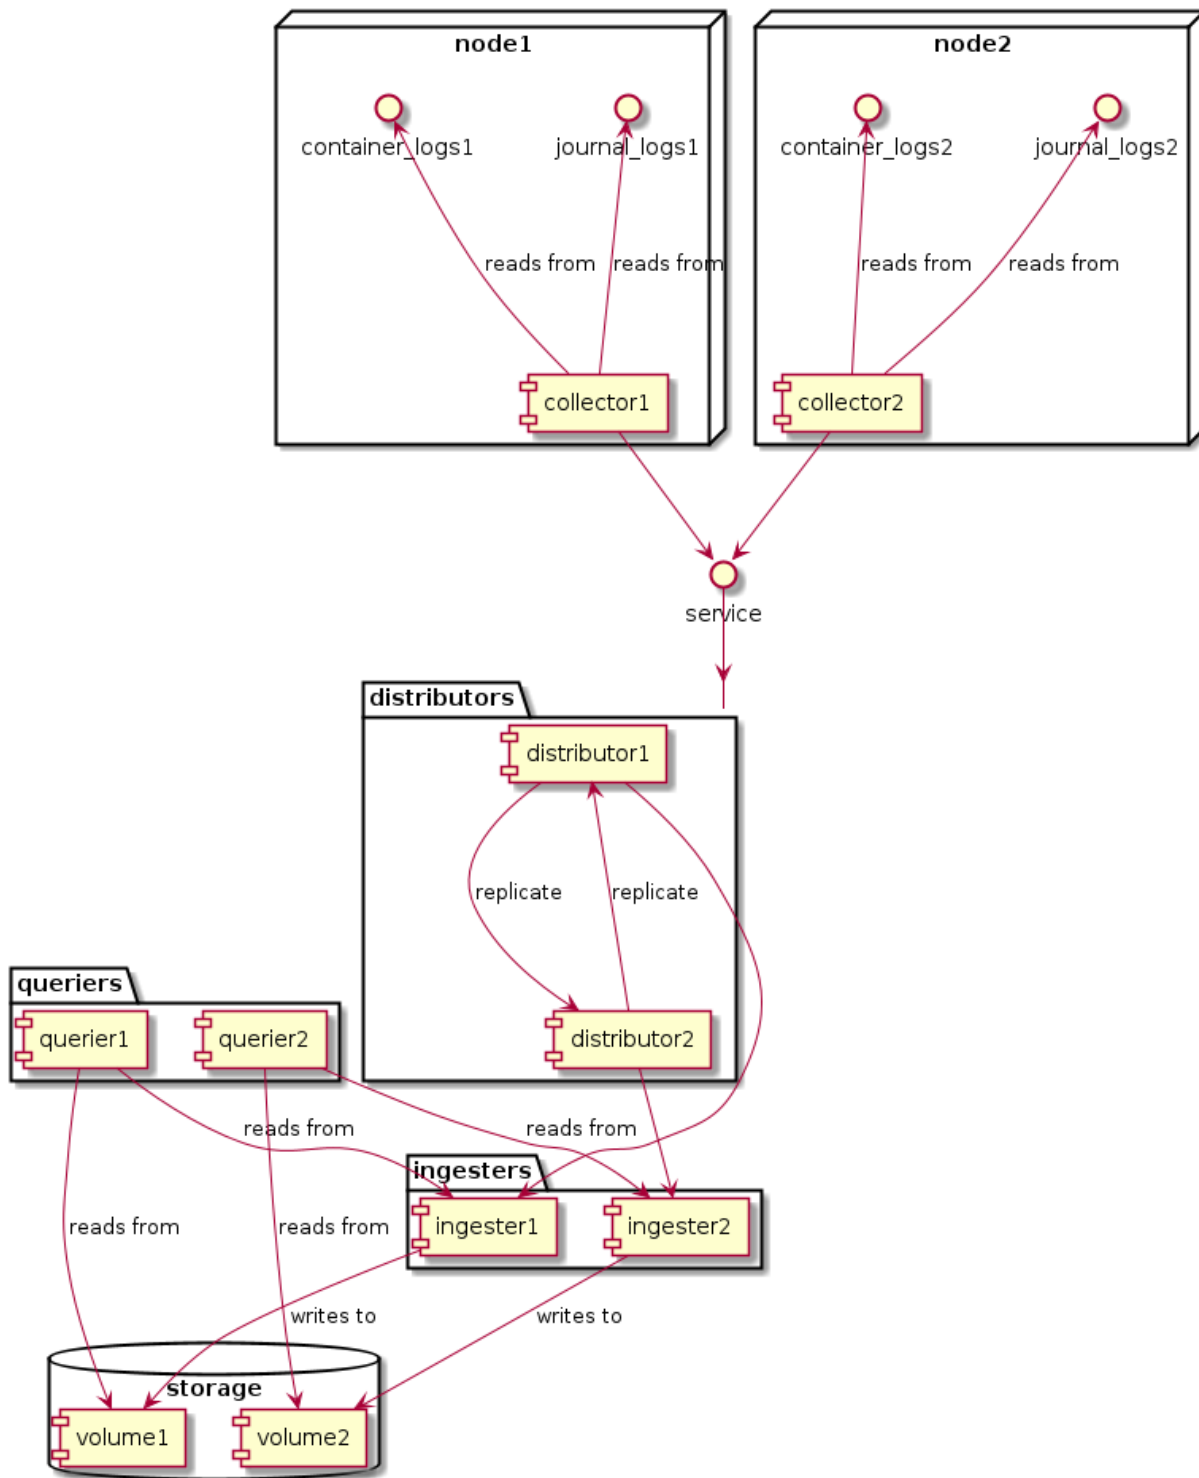 node1
node2
container_logs1
journal_logs1
container_logs2
journal_logs2
reads from
reads from
reads from
reads from
collector1
collector2
service
distributors
distributor1
replicate
replicate
queriers
querier1
querier2
distributor2
reads from
reads from
ingesters
ingester1
ingester2
reads from
reads from
writes to
writes to
storage
volume1
volume2